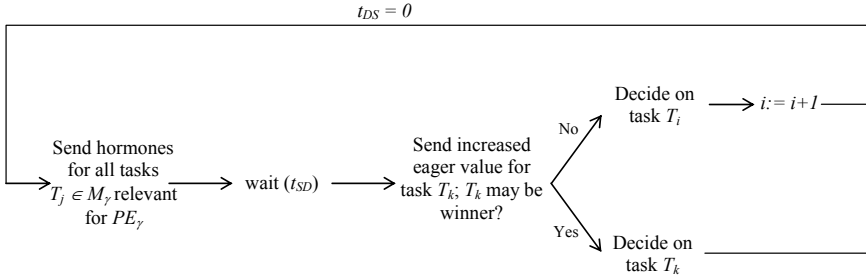 t_DS = 0
Send hormones
for all tasks
T_j ∈ M_γ relevant
for PE_γ
wait (t_SD)
Send increased
eager value for
task T_k; T_k may be
winner?
No
Decide on
task T_i
i:= i+1
Yes
Decide on
task T_k